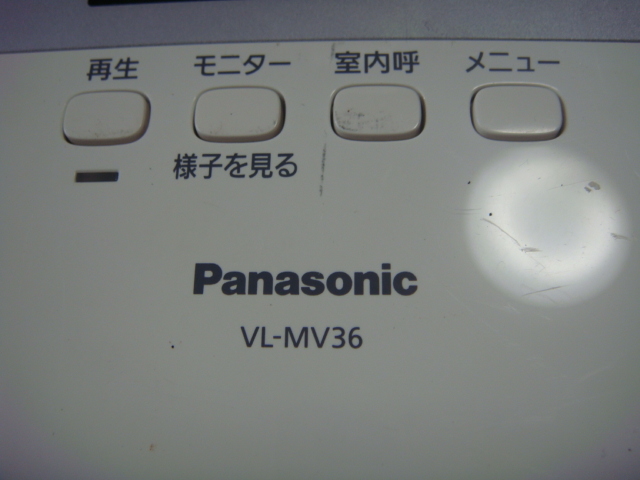 再生 モニター 室内呼 メニュー
様子を見る
Panasonic
VL-MV36